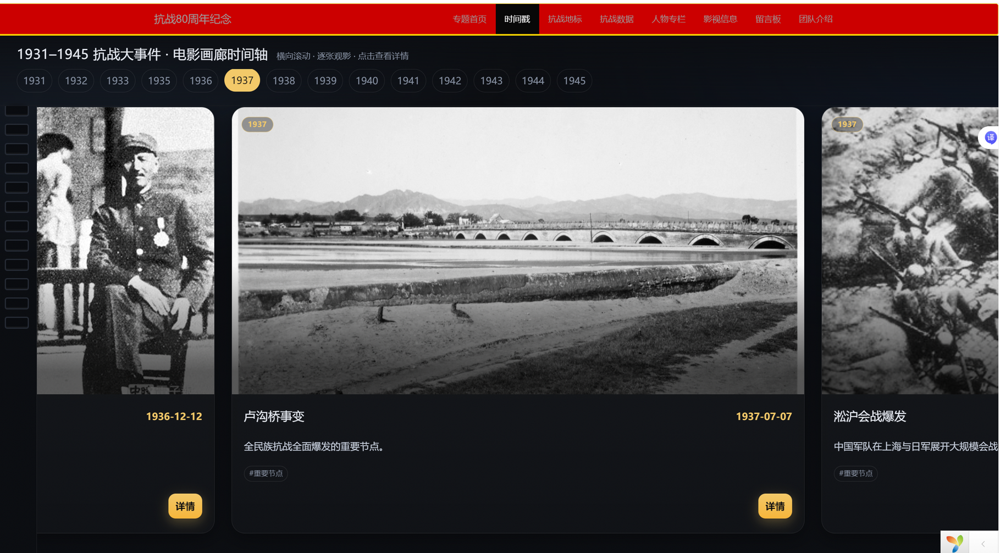 抗战80周年纪念
专题首页
时间戳
抗战地标
抗战数据
人物专栏
影视信息
留言板
团队介绍
1931–1945 抗战大事件 · 电影画廊时间轴
横向滚动 · 逐张观影 · 点击查看详情
1931
1932
1933
1935
1936
1937
1938
1939
1940
1941
1942
1943
1944
1945
1936-12-12
详情
1937
卢沟桥事变
1937-07-07
全民族抗战全面爆发的重要节点。
#重要节点
详情
1937
淞沪会战爆发
中国军队在上海与日军展开大规模会战
#重要节点
译